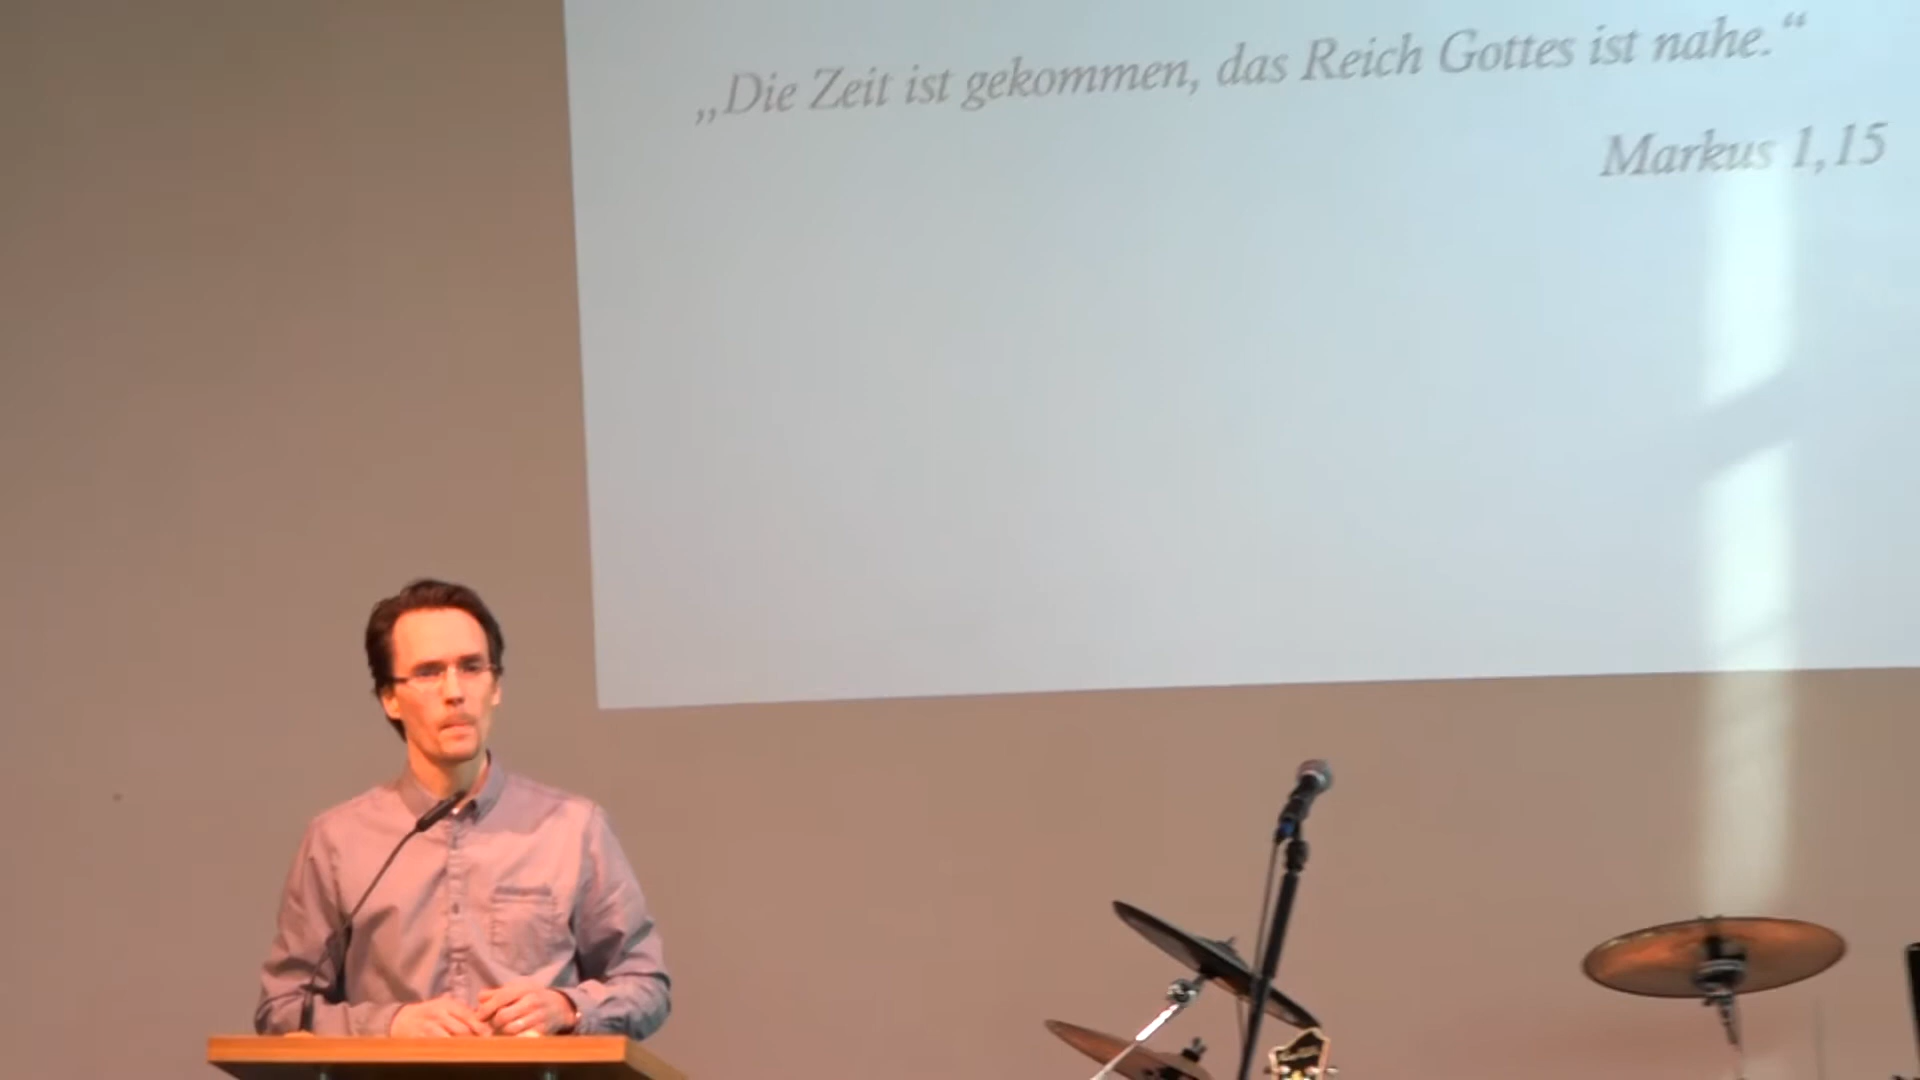 „Die Zeit ist gekommen, das Reich Gottes ist nahe.“
Markus 1,15